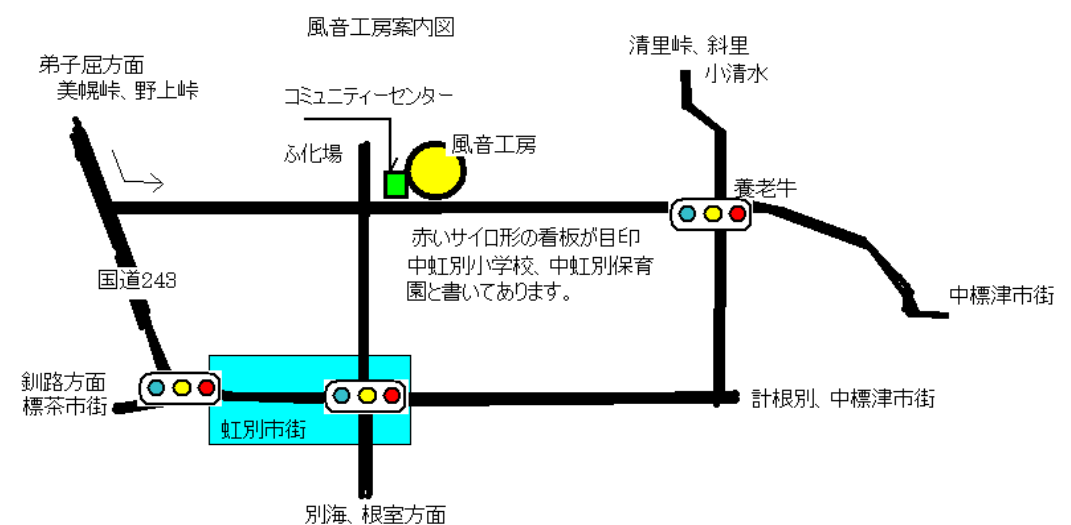 風音工房案内図
清里峠、斜里
小清水
弟子屈方面
美幌峠、野上峠
コミュニティーセンター
ふ化場
風音工房
養老牛
赤いサイロ形の看板が目印
中虹別小学校、中虹別保育
園と書いてあります。
国道243
中標津市街
釧路方面
標茶市街
計根別、中標津市街
虹別市街
別海、根室方面